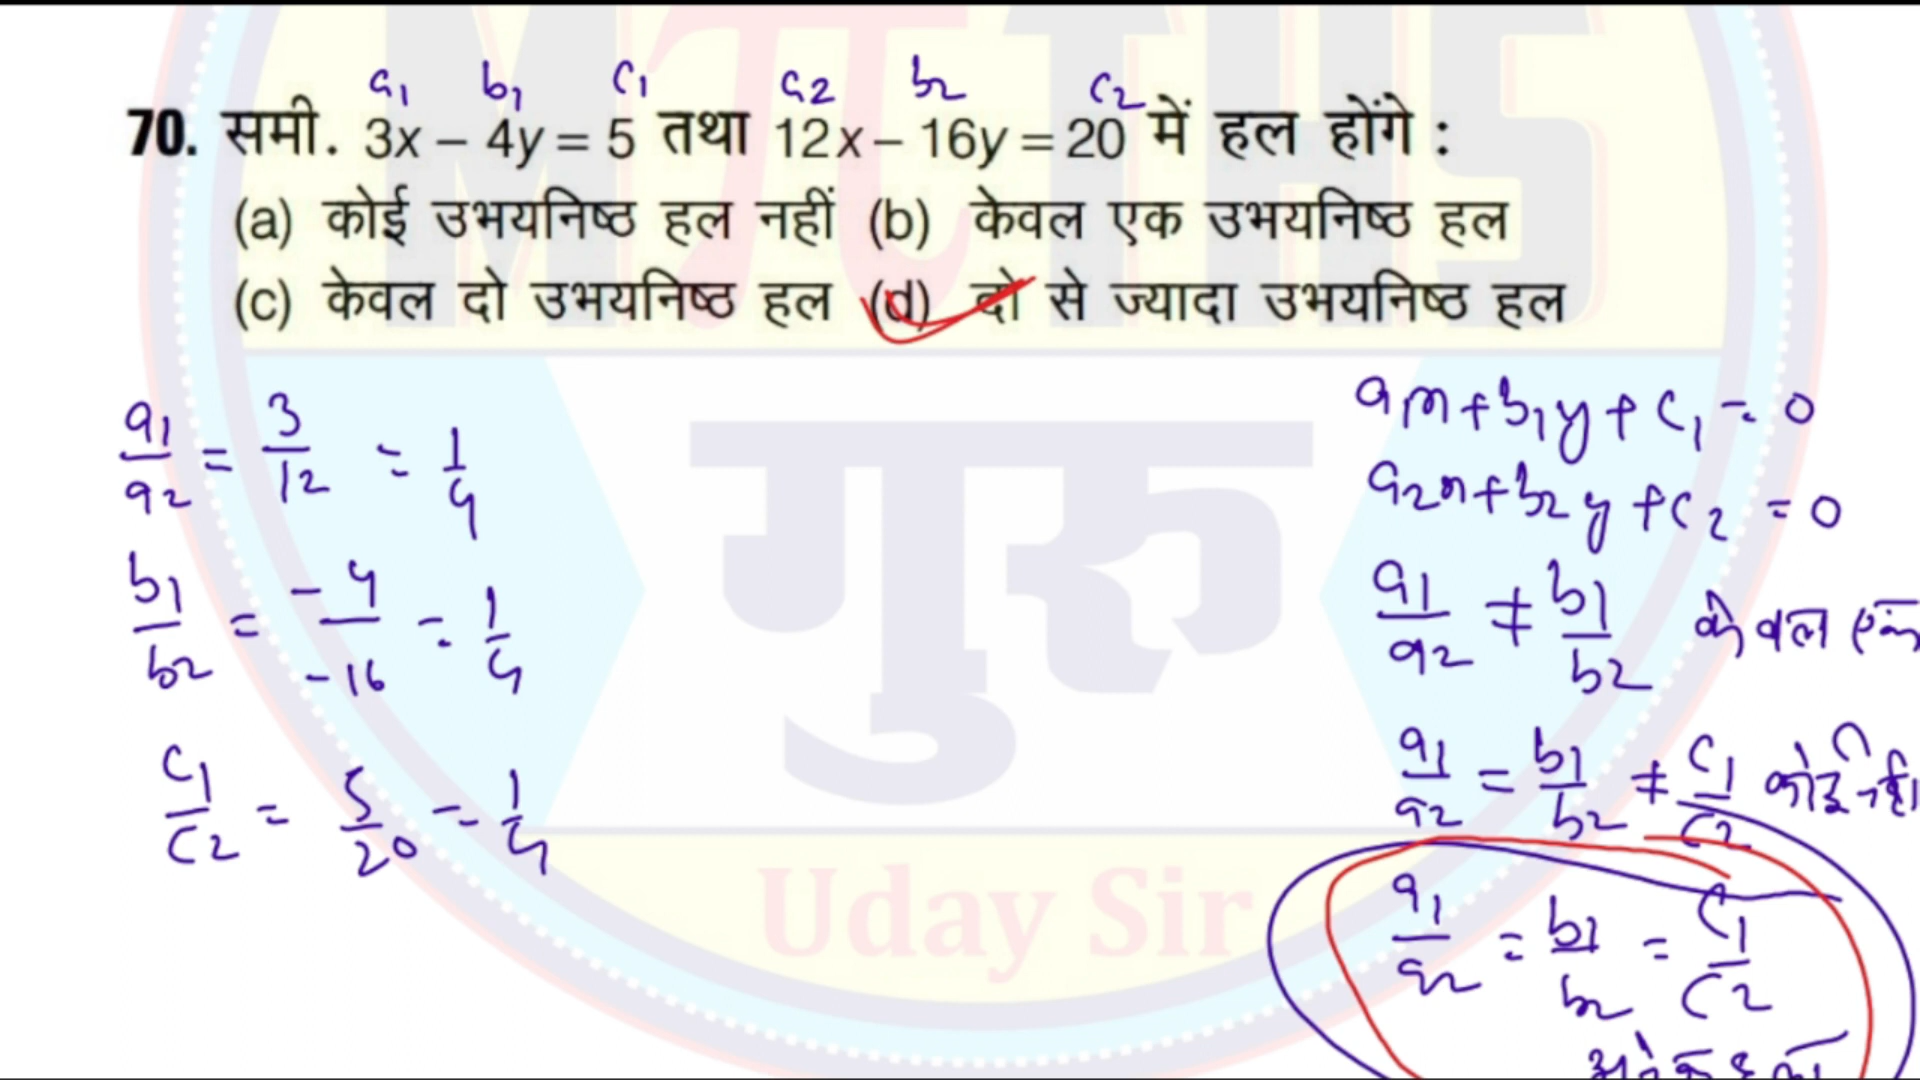 a1 b1 c1 a2 b2 c2
70. समी. 3x – 4y = 5 तथा 12x – 16y = 20 में हल होंगे :
(a) कोई उभयनिष्ठ हल नहीं (b) केवल एक उभयनिष्ठ हल
(c) केवल दो उभयनिष्ठ हल (d) दो से ज्यादा उभयनिष्ठ हल
a1/a2 = 3/12 = 1/4
b1/b2 = -4/-16 = 1/4
c1/c2 = 5/20 = 1/4
a1x+b1y+c1=0
a2x+b2y+c2=0
a1/a2 ≠ b1/b2 केवल एक
a1/a2 = b1/b2 ≠ c1/c2 कोई नहीं
a1/a2 = b1/b2 = c1/c2
MATHS
गुरु
Uday Sir